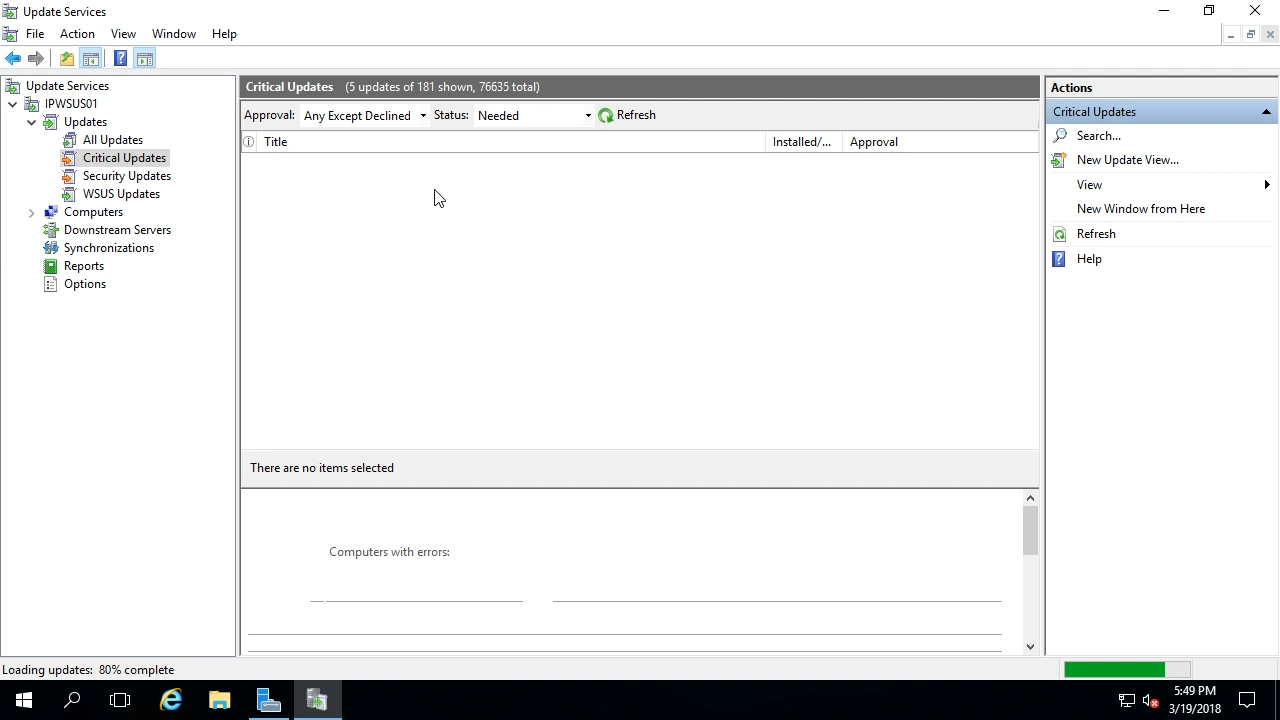 Update Services
File Action View Window Help
Update Services
IPWSUS01
Updates
All Updates
Critical Updates
Security Updates
WSUS Updates
Computers
Downstream Servers
Synchronizations
Reports
Options
Critical Updates (5 updates of 181 shown, 76635 total)
Approval: Any Except Declined Status: Needed Refresh
Title Installed/... Approval
There are no items selected
Computers with errors:
Actions
Critical Updates
Search...
New Update View...
View
New Window from Here
Refresh
Help
Loading updates: 80% complete
5:49 PM
3/19/2018